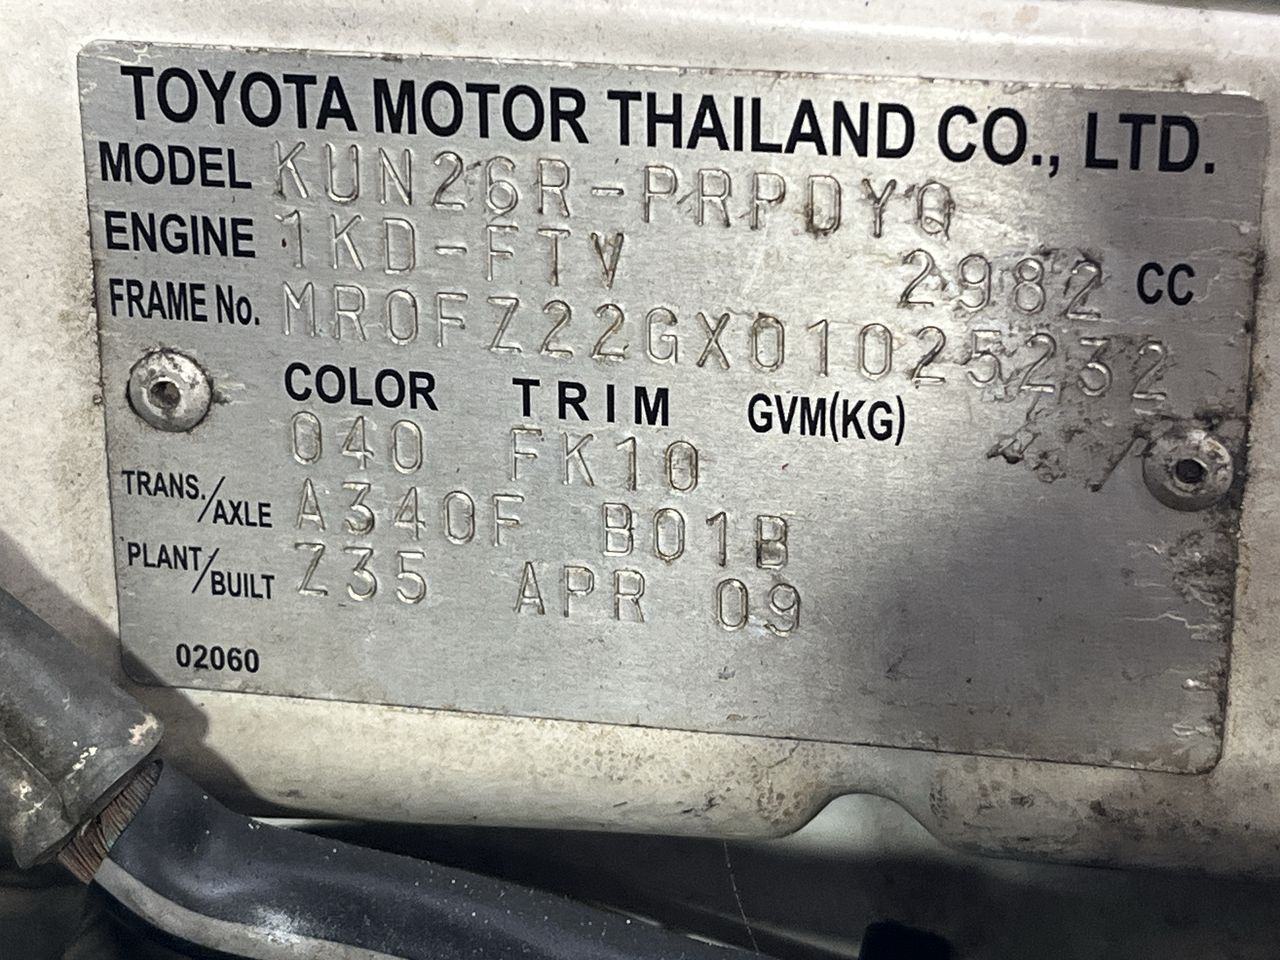 TOYOTA MOTOR THAILAND CO., LTD.
MODEL KUN26R-PRPDYQ
ENGINE 1KD-FTV 2982 CC
FRAME No. MR0FZ22GX01025232
COLOR TRIM GVM(KG)
040 FK10
TRANS./AXLE A340F B01B
PLANT/BUILT Z35 APR 09
02060